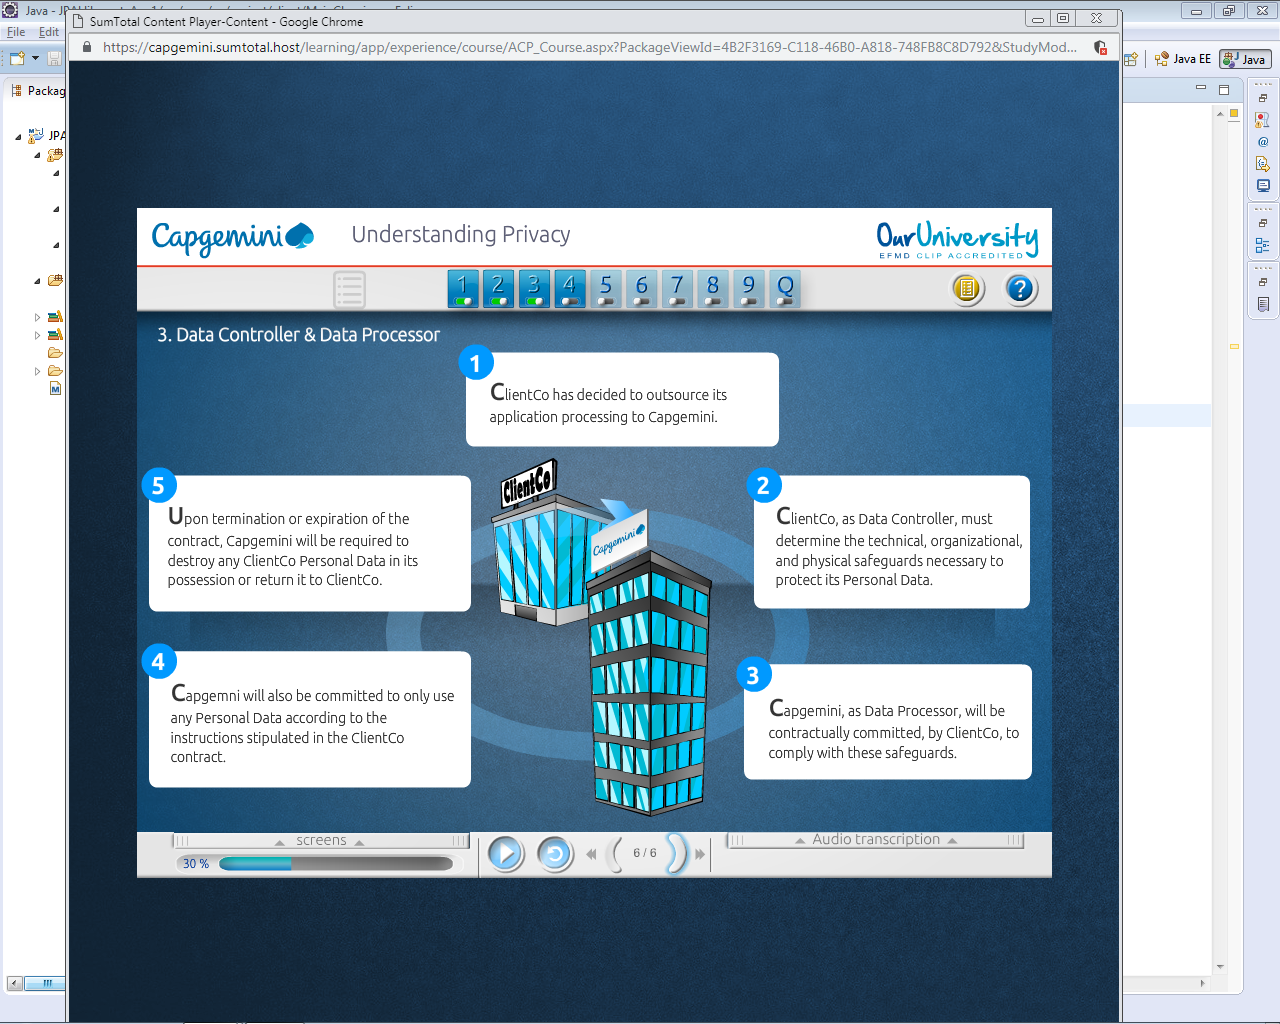 SumTotal Content Player-Content - Google Chrome
File Edit
https://capgemini.sumtotal.host/learning/app/experience/course/ACP_Course.aspx?PackageViewId=4B2F3169-C118-46B0-A818-748FB8C8D792&StudyMod...
Java EE
Java
Packag
JPA
Capgemini
Understanding Privacy
OurUniversity
EFMD CLIP ACCREDITED
1 2 3 4 5 6 7 8 9 Q
?
3. Data Controller & Data Processor
1
ClientCo has decided to outsource its
application processing to Capgemini.
ClientCo
Capgemini
2
ClientCo, as Data Controller, must
determine the technical, organizational,
and physical safeguards necessary to
protect its Personal Data.
3
Capgemini, as Data Processor, will be
contractually committed, by ClientCo, to
comply with these safeguards.
4
Capgemni will also be committed to only use
any Personal Data according to the
instructions stipulated in the ClientCo
contract.
5
Upon termination or expiration of the
contract, Capgemini will be required to
destroy any ClientCo Personal Data in its
possession or return it to ClientCo.
screens
30 %
6 / 6
Audio transcription